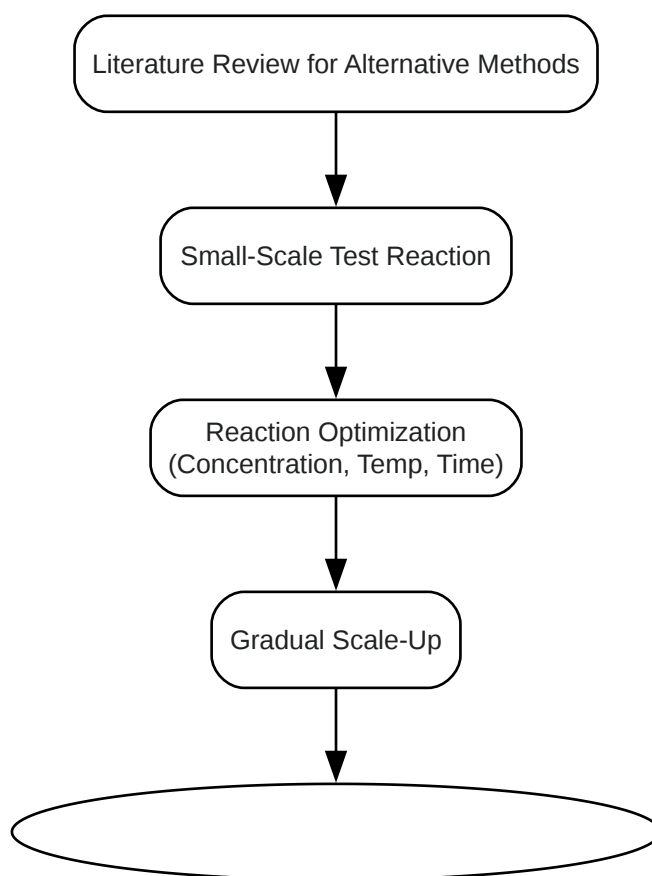 Literature Review for Alternative Methods
Small-Scale Test Reaction
Reaction Optimization
(Concentration, Temp, Time)
Gradual Scale-Up